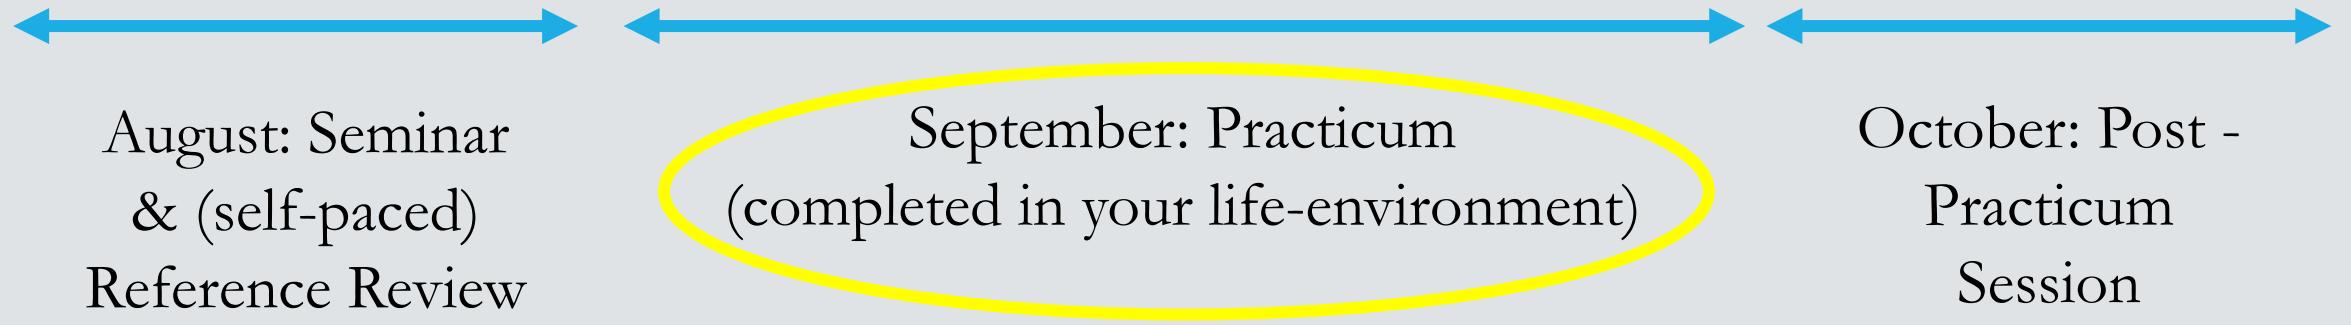 August: Seminar
& (self-paced)
Reference Review
September: Practicum
(completed in your life-environment)
October: Post -
Practicum
Session